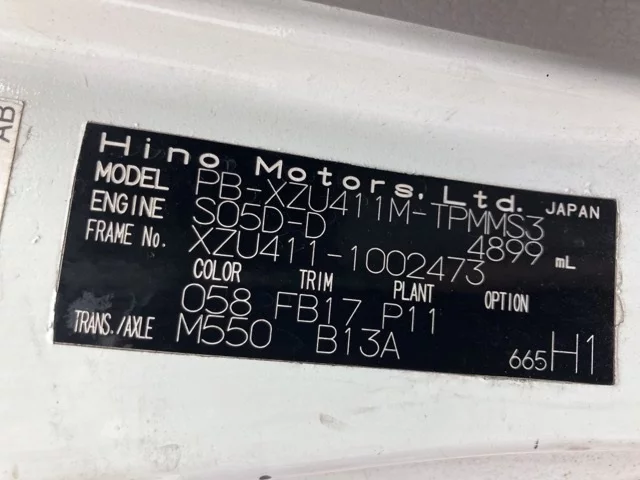 AB
Hino Motors, Ltd. JAPAN
MODEL PB-XZU411M-TPMMS3
ENGINE S05D-D 4899 mL
FRAME No. XZU411-1002473
COLOR TRIM PLANT OPTION
058 FB17 P11
TRANS./AXLE M550 B13A 665H1